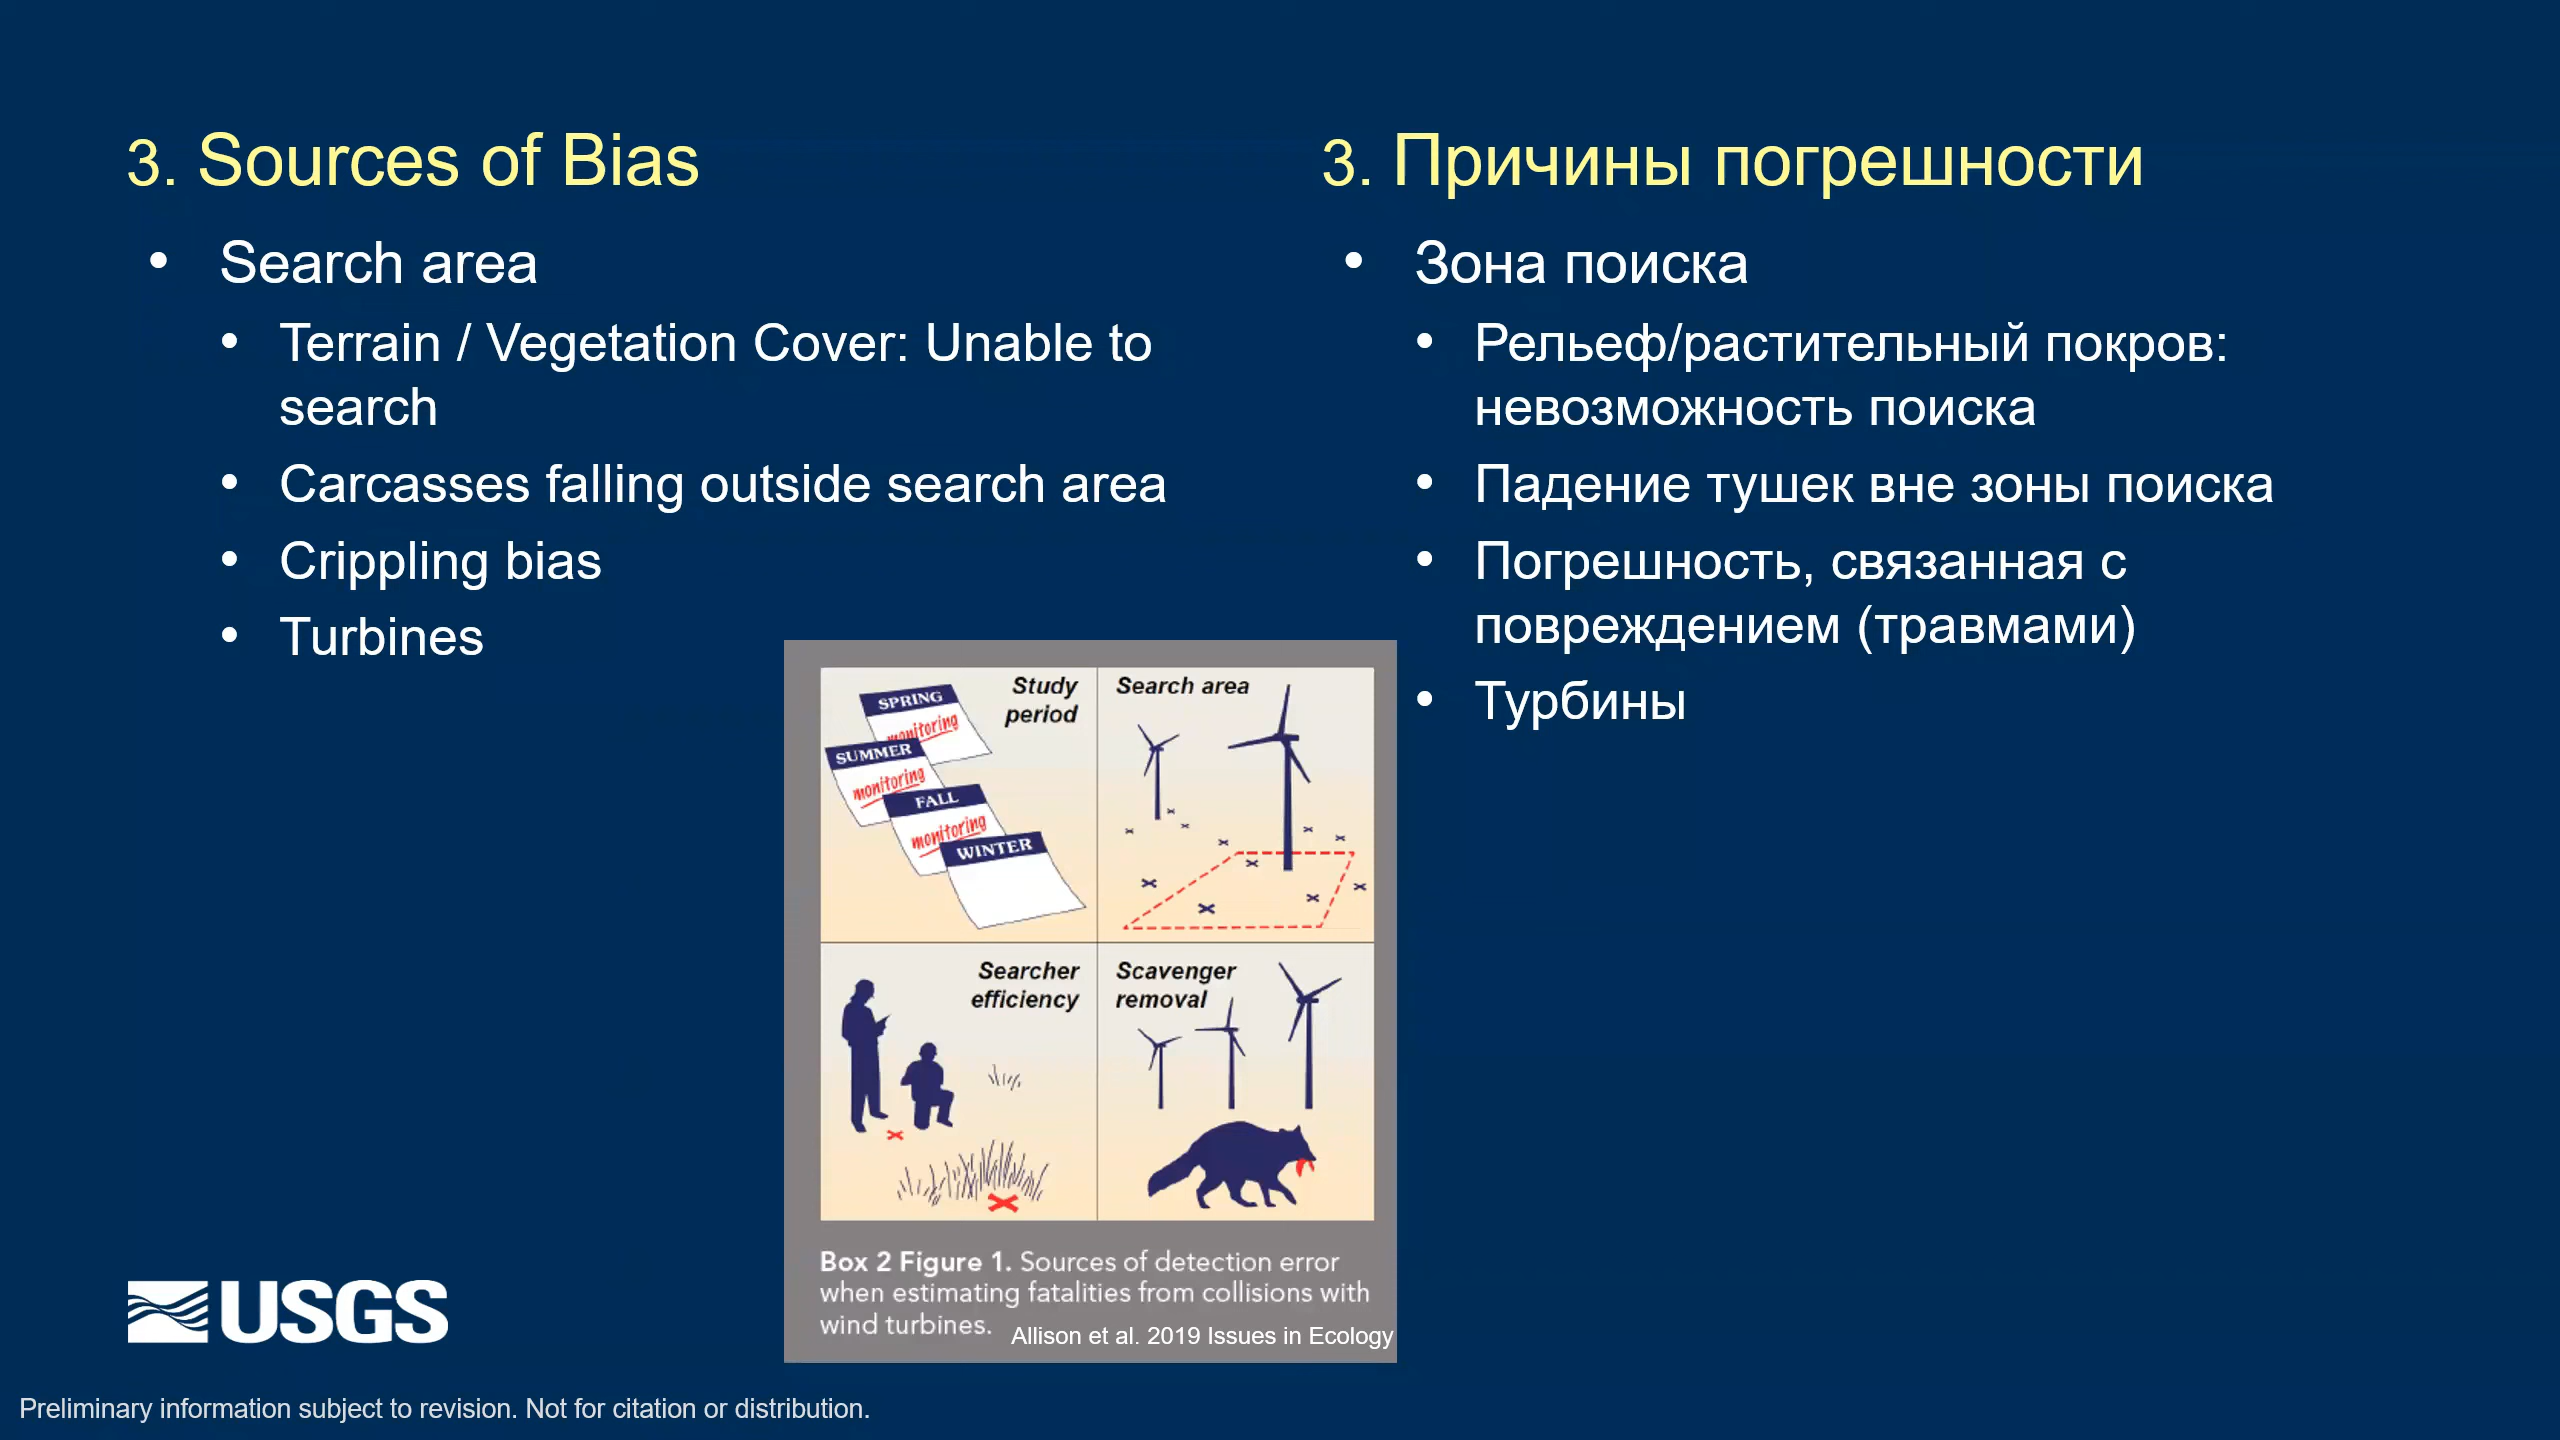 3. Sources of Bias
• Search area
• Terrain / Vegetation Cover: Unable to
search
• Carcasses falling outside search area
• Crippling bias
• Turbines
3. Причины погрешности
• Зона поиска
• Рельеф/растительный покров:
невозможность поиска
• Падение тушек вне зоны поиска
• Погрешность, связанная с
повреждением (травмами)
• Турбины
Study
period
SPRING
monitoring
SUMMER
monitoring
FALL
monitoring
WINTER
Search area
Searcher
efficiency
Scavenger
removal
Box 2 Figure 1. Sources of detection error
when estimating fatalities from collisions with
wind turbines.
Allison et al. 2019 Issues in Ecology
USGS
Preliminary information subject to revision. Not for citation or distribution.